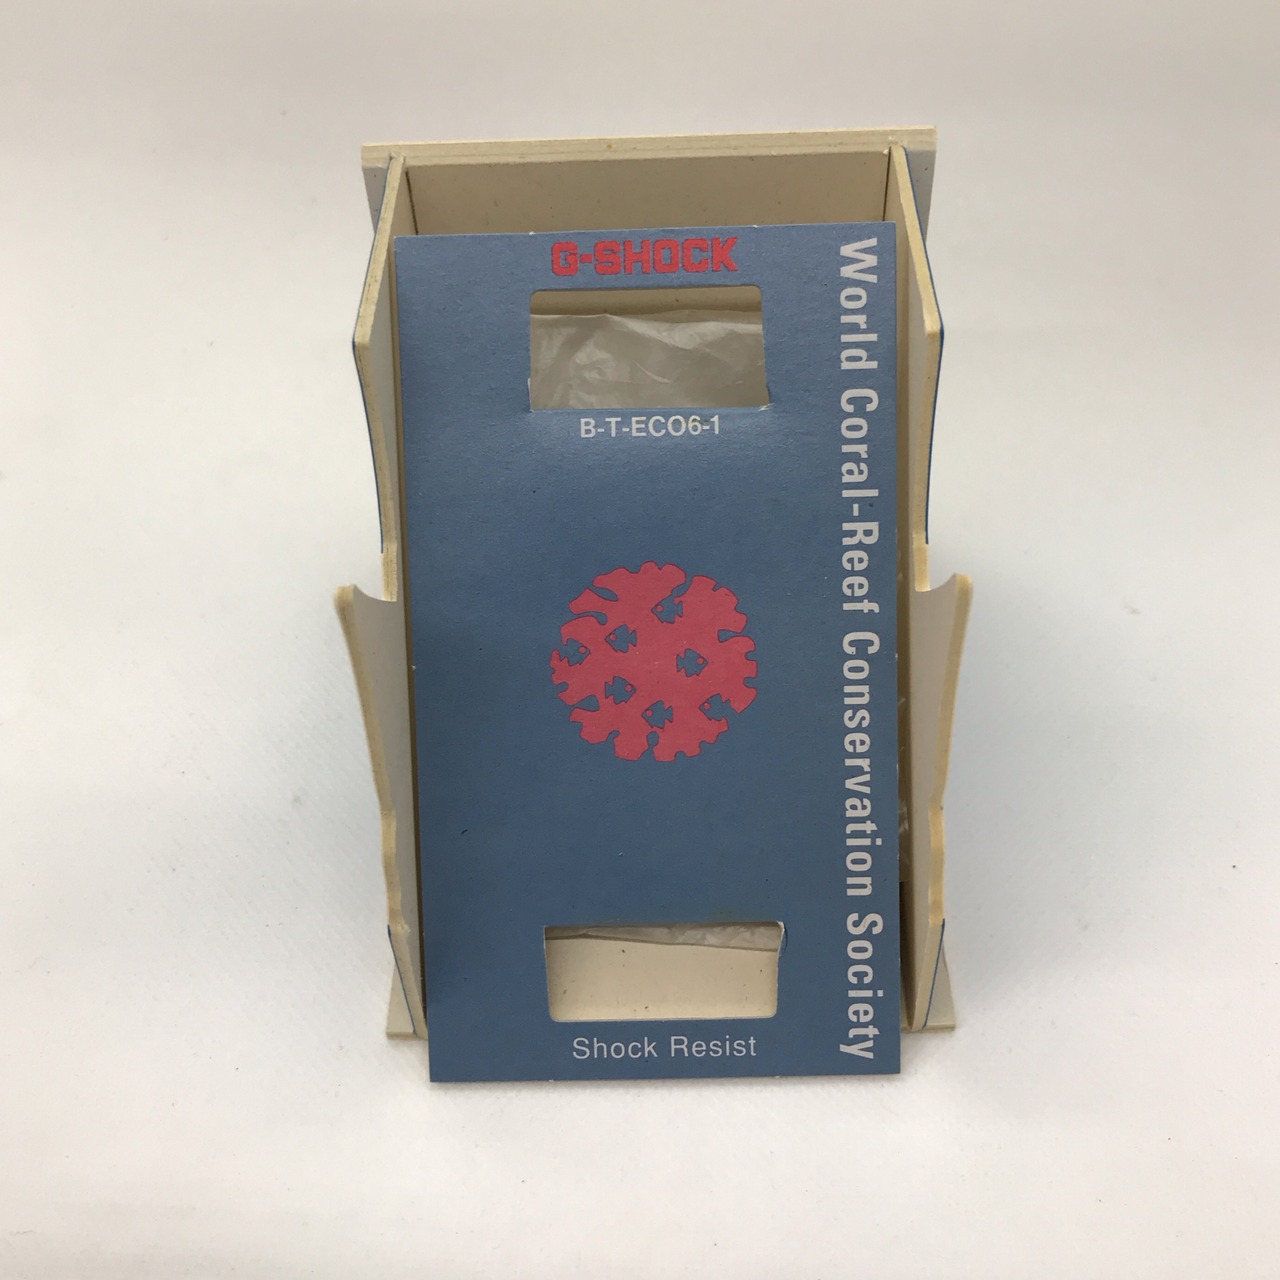 G-SHOCK
B-T-ECO6-1
Shock Resist
World Coral-Reef Conservation Society